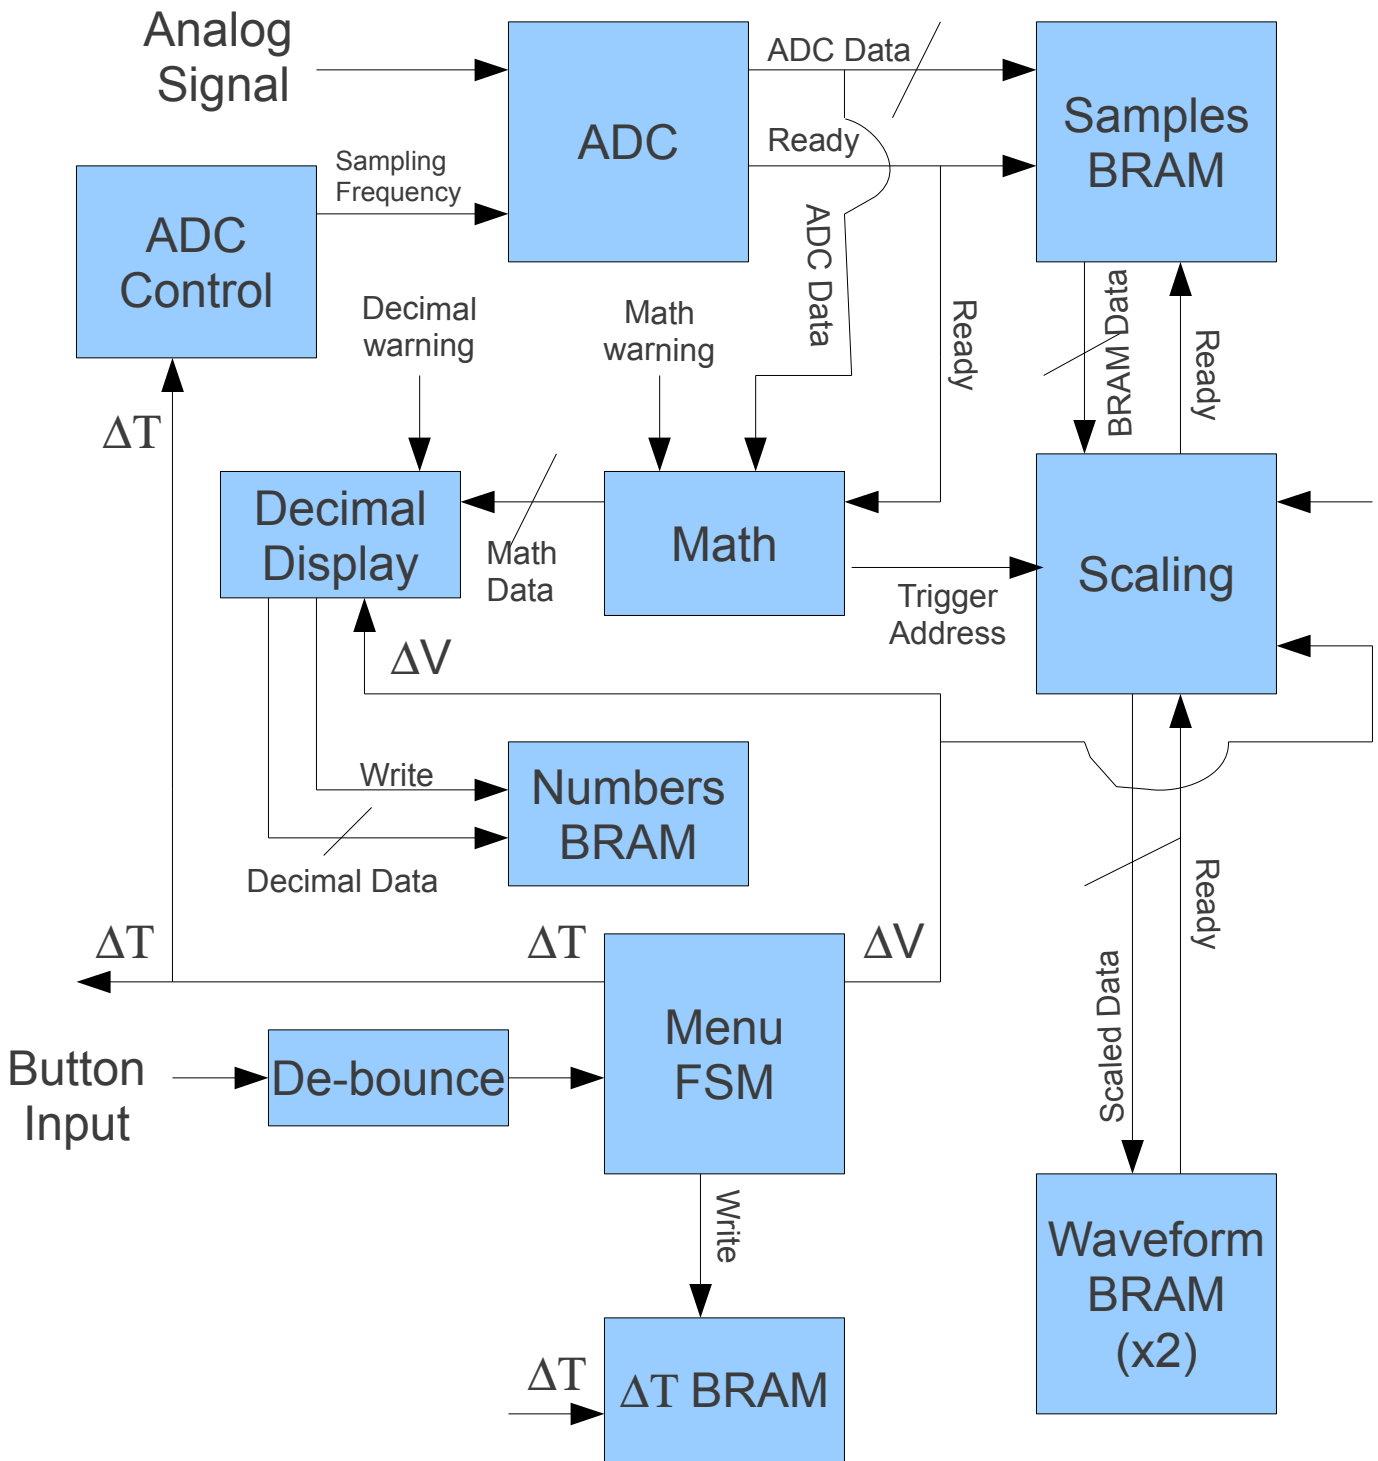 Analog
Signal
ADC
ADC Data
Ready
Samples
BRAM
Sampling
Frequency
ADC
Control
ADC Data
Ready
BRAM Data
Ready
Decimal
warning
Math
warning
ΔT
Decimal
Display
Math
Data
Math
Trigger
Address
Scaling
ΔV
Write
Numbers
BRAM
Decimal Data
Ready
ΔT
ΔT
ΔV
Scaled Data
Menu
FSM
Button
Input
De-bounce
Write
Waveform
BRAM
(x2)
ΔT
ΔT BRAM